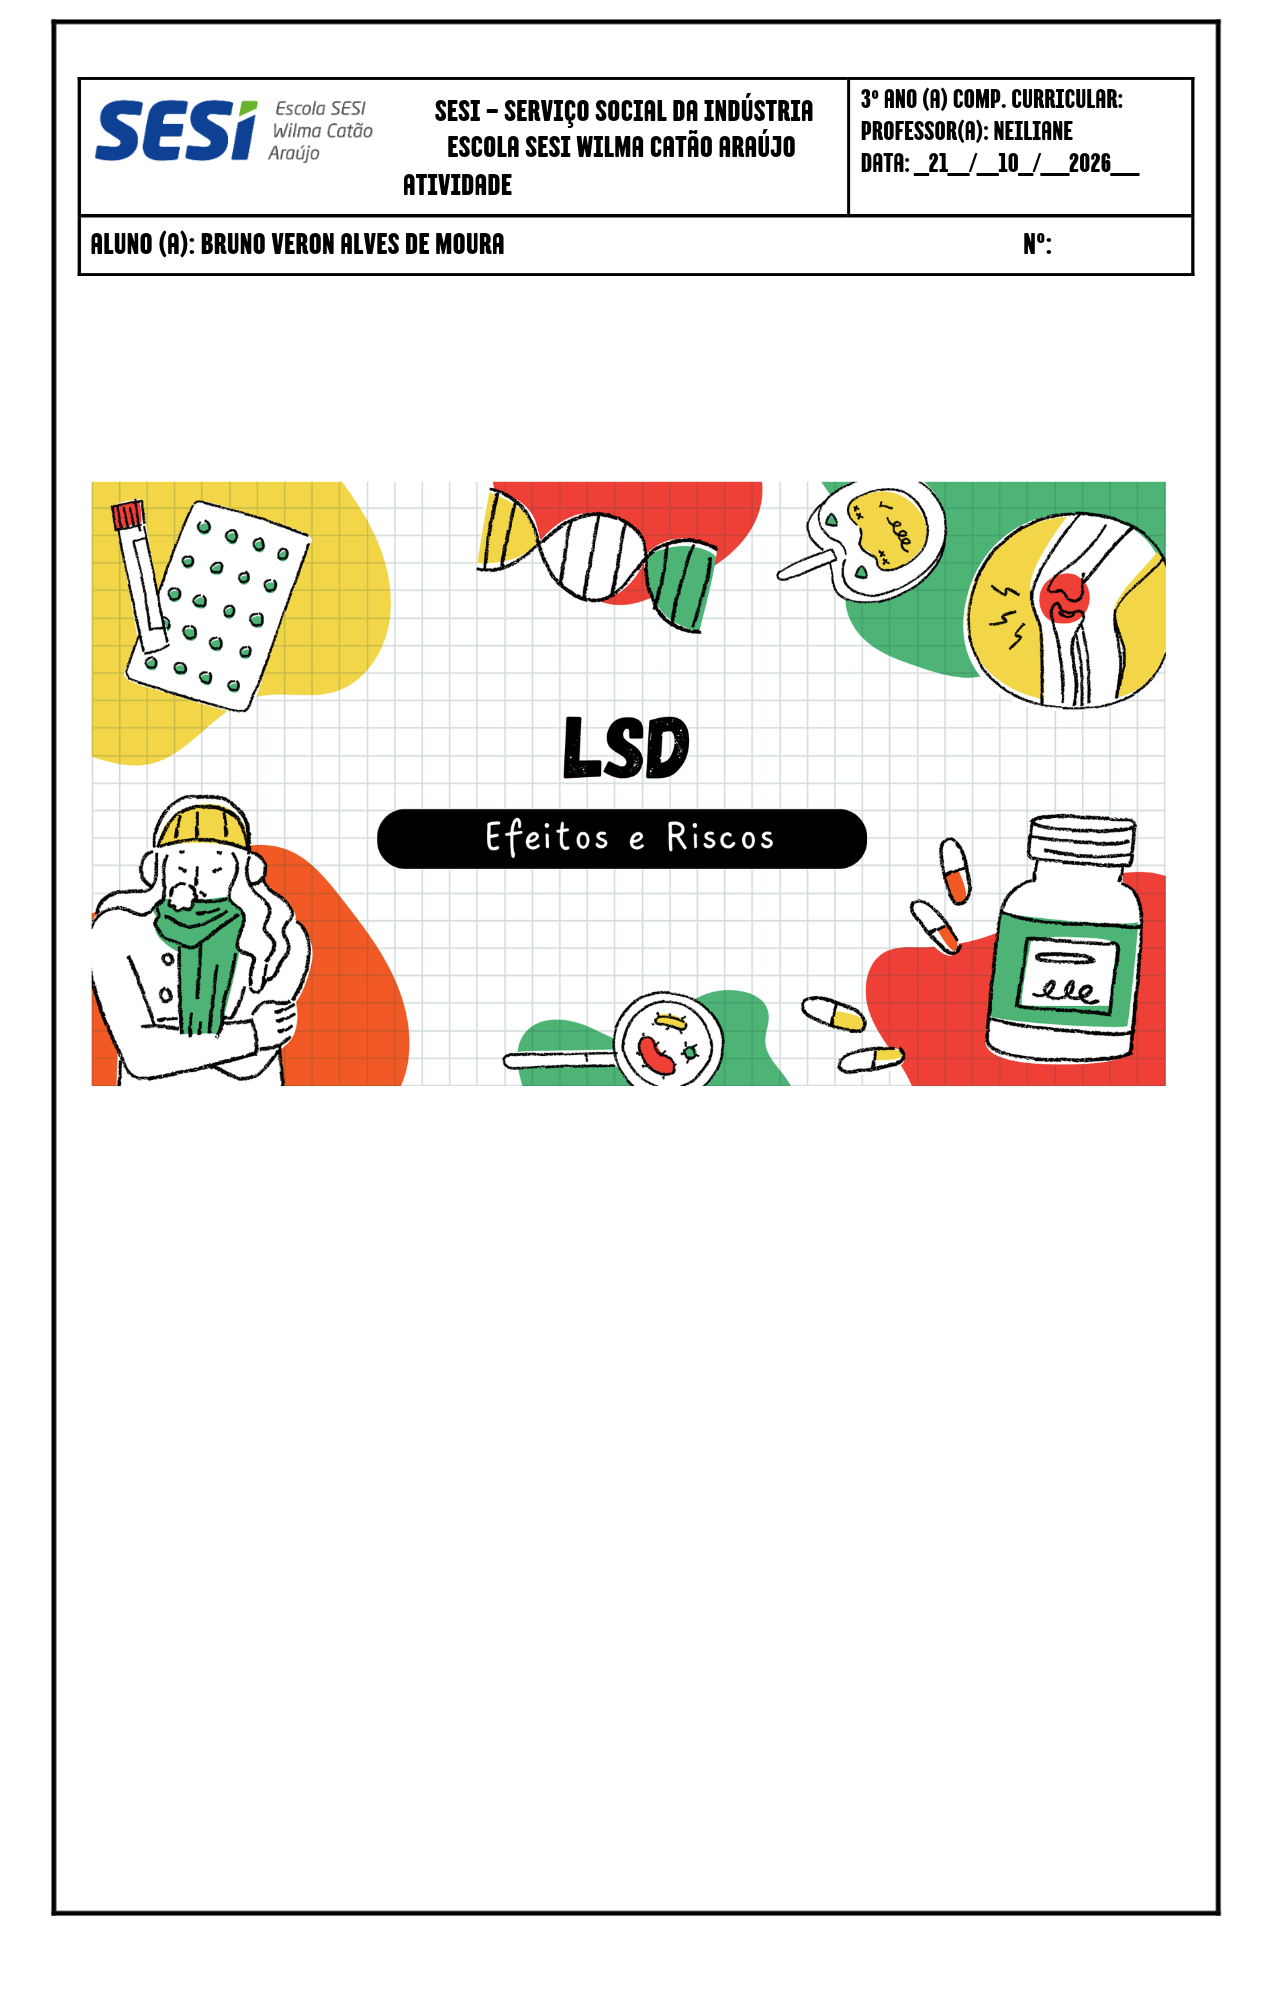 SESI
Escola SESI
Wilma Catão
Araújo
SESI – SERVIÇO SOCIAL DA INDÚSTRIA
ESCOLA SESI WILMA CATÃO ARAÚJO
ATIVIDADE
3º ANO (A) COMP. CURRICULAR:
PROFESSOR(A): NEILIANE
DATA: _21__/__10_/___2026___
ALUNO (A): BRUNO VERON ALVES DE MOURA Nº:
LSD
Efeitos e Riscos